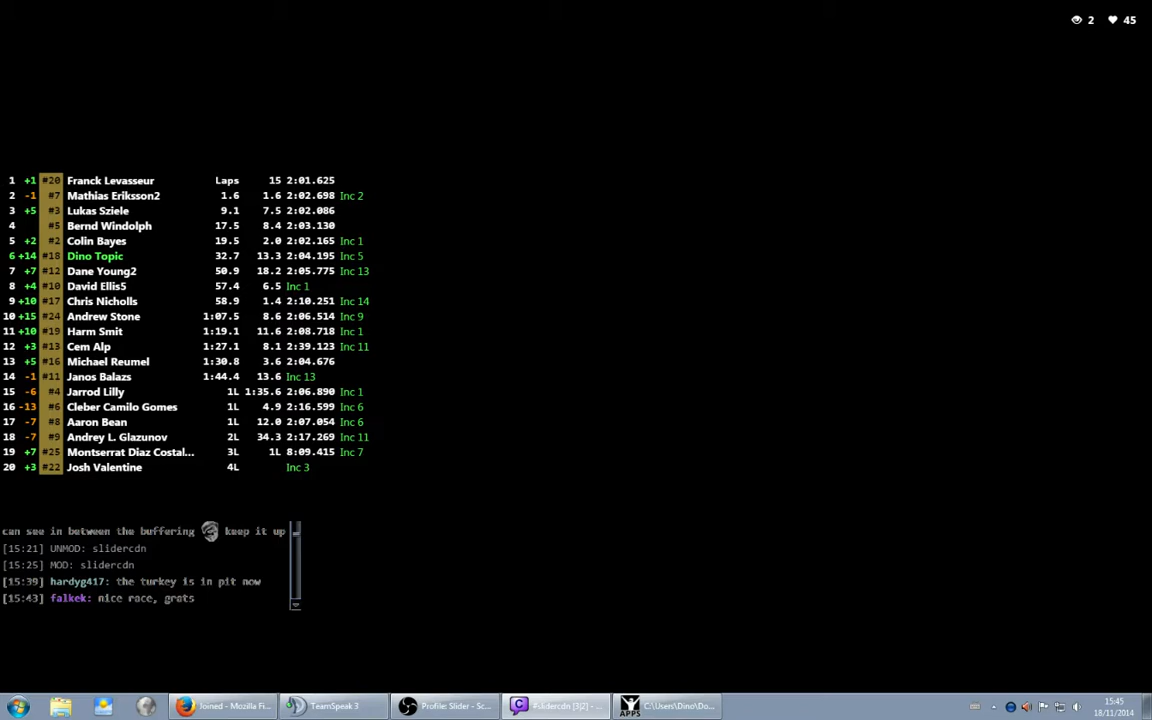 2 45
1 +1 #20 Franck Levasseur Laps 15 2:01.625
2 -1 #7 Mathias Eriksson2 1.6 1.6 2:02.698 Inc 2
3 +5 #3 Lukas Sziele 9.1 7.5 2:02.086
4 #5 Bernd Windolph 17.5 8.4 2:03.130
5 +2 #2 Colin Bayes 19.5 2.0 2:02.165 Inc 1
6 +14 #18 Dino Topic 32.7 13.3 2:04.195 Inc 5
7 +7 #12 Dane Young2 50.9 18.2 2:05.775 Inc 13
8 +4 #10 David Ellis5 57.4 6.5 Inc 1
9 +10 #17 Chris Nicholls 58.9 1.4 2:10.251 Inc 14
10 +15 #24 Andrew Stone 1:07.5 8.6 2:06.514 Inc 9
11 +10 #19 Harm Smit 1:19.1 11.6 2:08.718 Inc 1
12 +3 #13 Cem Alp 1:27.1 8.1 2:39.123 Inc 11
13 +5 #16 Michael Reumel 1:30.8 3.6 2:04.676
14 -1 #11 Janos Balazs 1:44.4 13.6 Inc 13
15 -6 #4 Jarrod Lilly 1L 1:35.6 2:06.890 Inc 1
16 -13 #6 Cleber Camilo Gomes 1L 4.9 2:16.599 Inc 6
17 -7 #8 Aaron Bean 1L 12.0 2:07.054 Inc 6
18 -7 #9 Andrey L. Glazunov 2L 34.3 2:17.269 Inc 11
19 +7 #25 Montserrat Diaz Costal... 3L 1L 8:09.415 Inc 7
20 +3 #22 Josh Valentine 4L Inc 3
can see in between the buffering keep it up
[15:21] UNMOD: slidercdn
[15:25] MOD: slidercdn
[15:39] hardyg417: the turkey is in pit now
[15:43] falkek: nice race, grats
Joined - Mozilla Fi... TeamSpeak 3 Profile: Slider - Sc... #slidercdn [3|2] - ... APPS C:\Users\Dino\Do... 15:45
18/11/2014